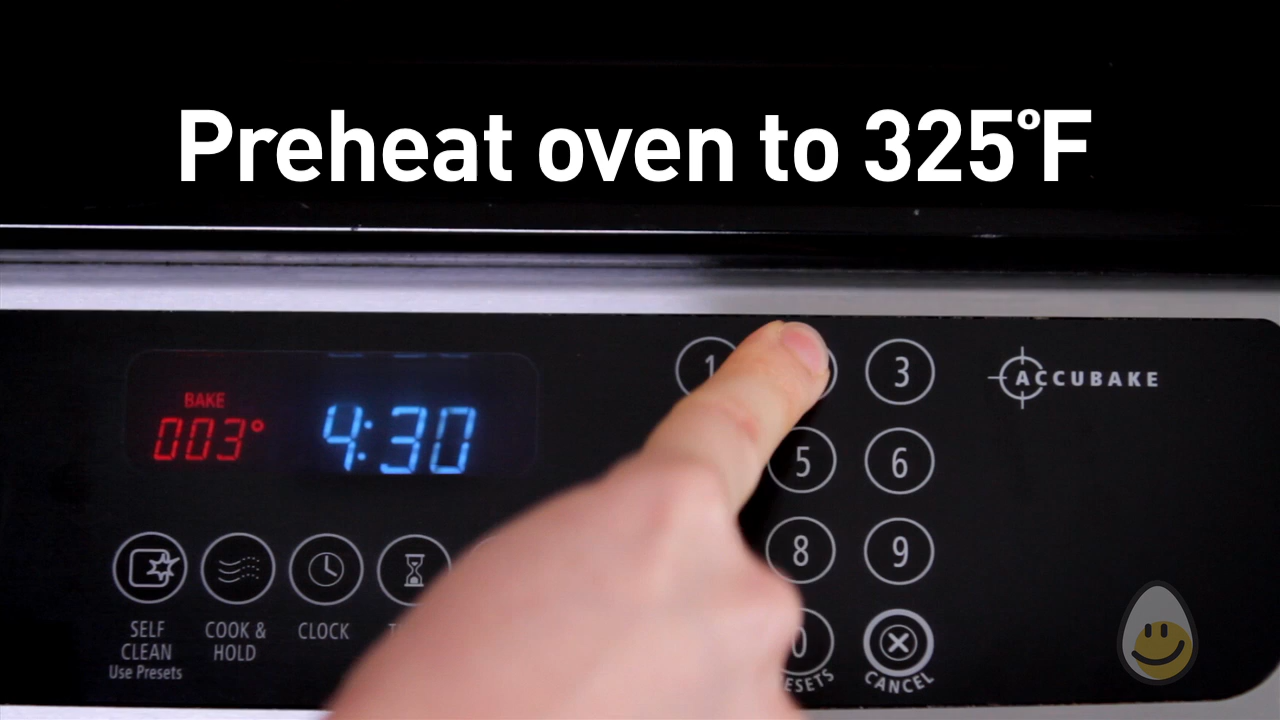 Preheat oven to 325°F
1
3
ACCUBAKE
BAKE
003° 4:30
5 6
8 9
SELF
CLEAN
Use Presets
COOK &
HOLD
CLOCK
0
CANCEL